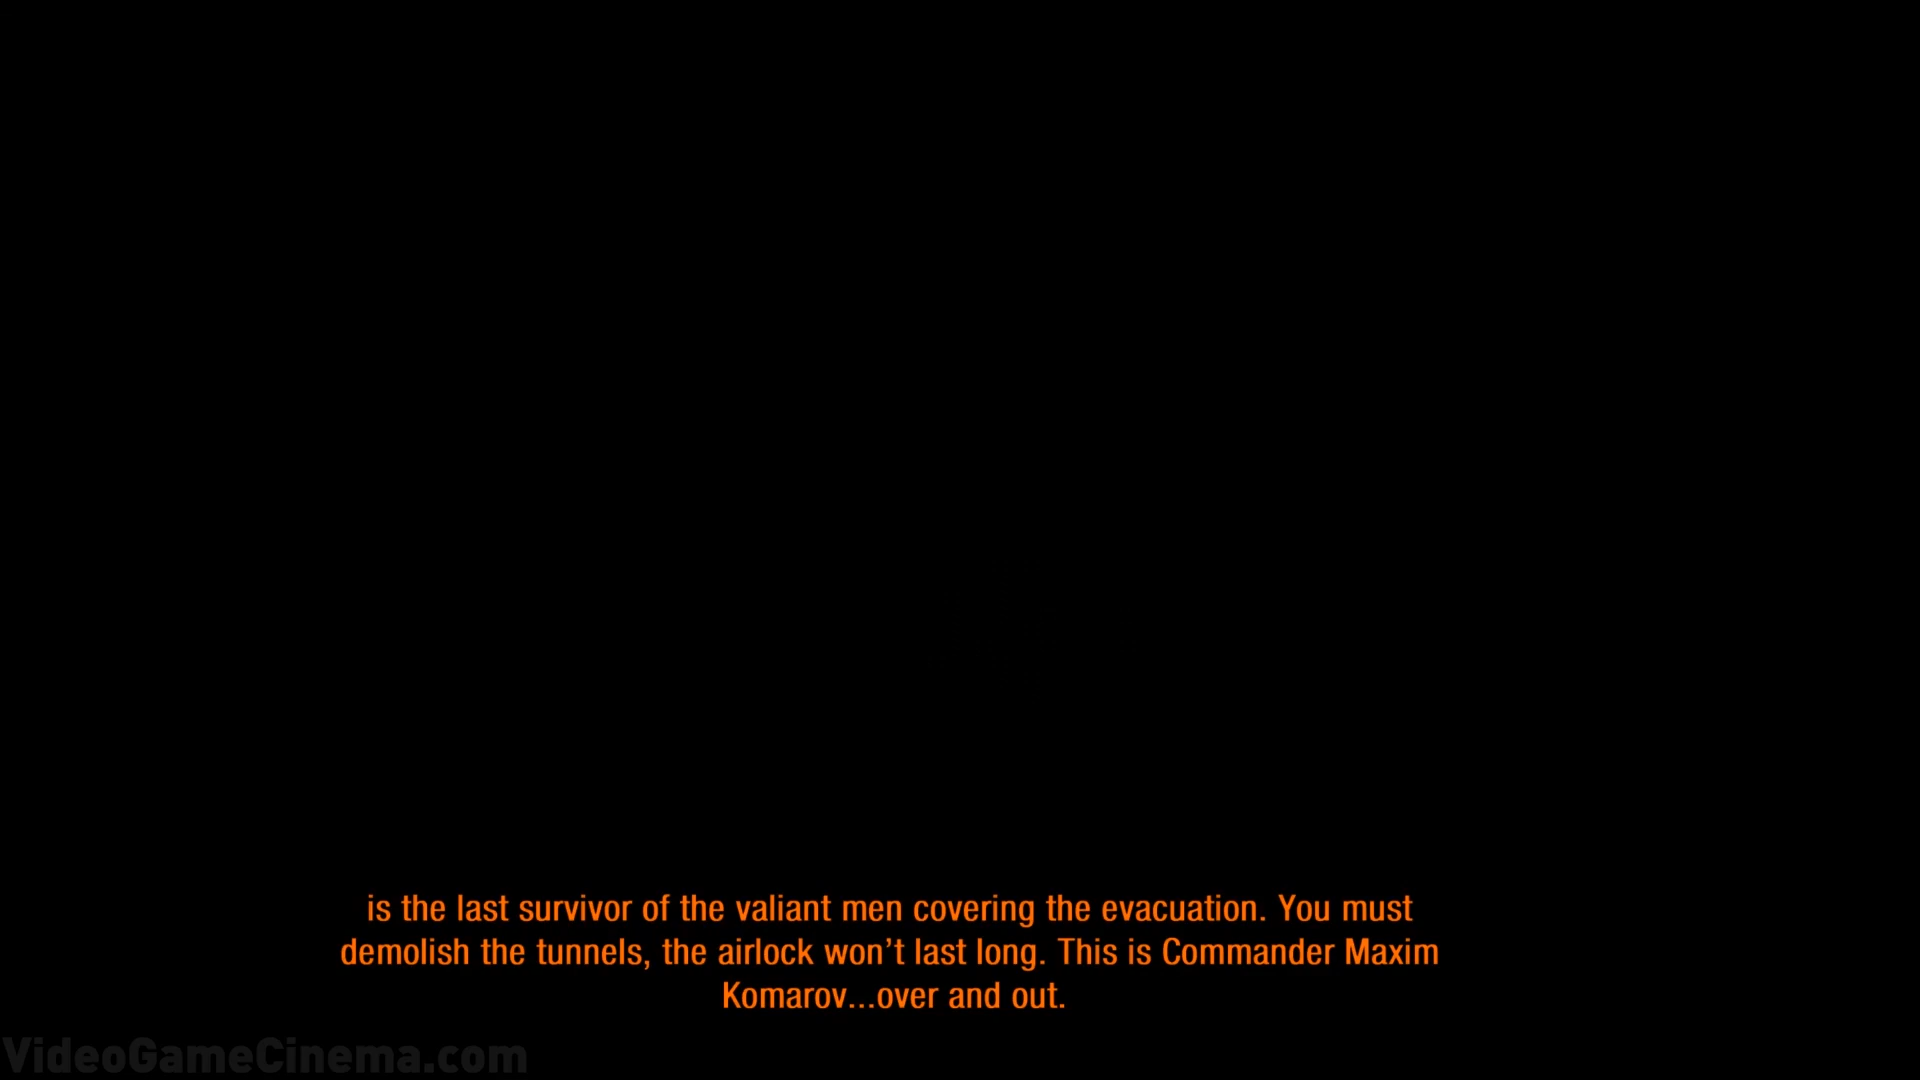 is the last survivor of the valiant men covering the evacuation. You must
demolish the tunnels, the airlock won’t last long. This is Commander Maxim
Komarov...over and out.
VideoGameCinema.com